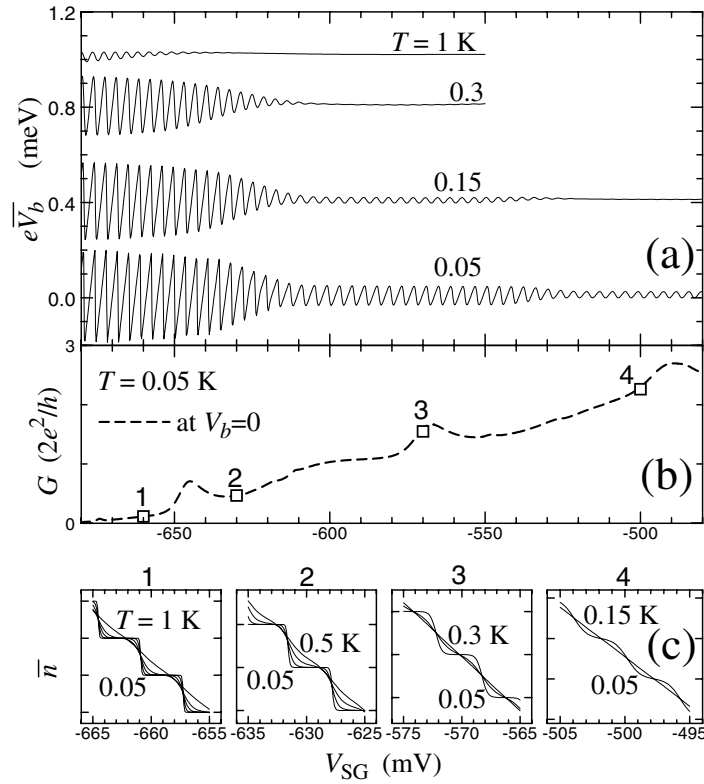 1.2
T = 1 K
0.8
0.3
eV̅b̅ (meV)
0.4
0.15
0.05
(a)
0.0
3
T = 0.05 K
at Vb=0
G (2e²/h)
1
2
3
4
(b)
0
-650
-600
-550
-500
1
2
3
4
n̅
T = 1 K
0.05
0.5 K
0.05
0.3 K
0.05
0.15 K
0.05
(c)
-665
-660
-655
-635
-630
-625
-575
-570
-565
-505
-500
-495
VSG (mV)